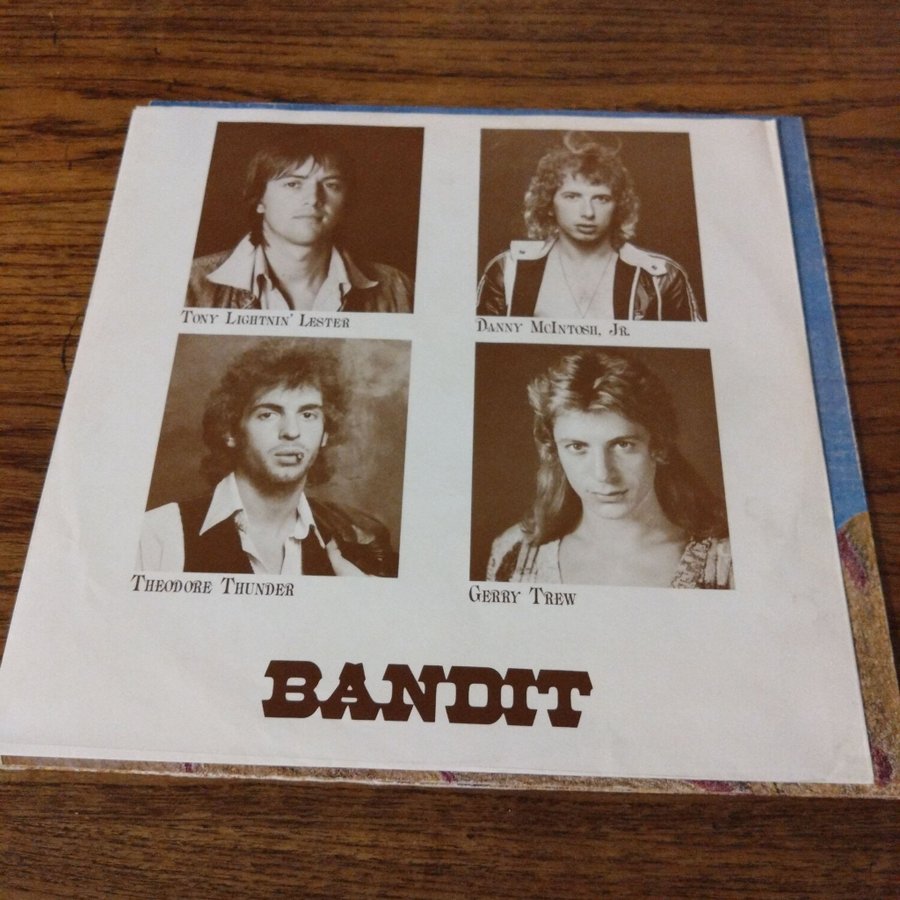 Tony Lightnin' Lester
Danny McIntosh, Jr.
Theodore Thunder
Gerry Trew
BANDIT